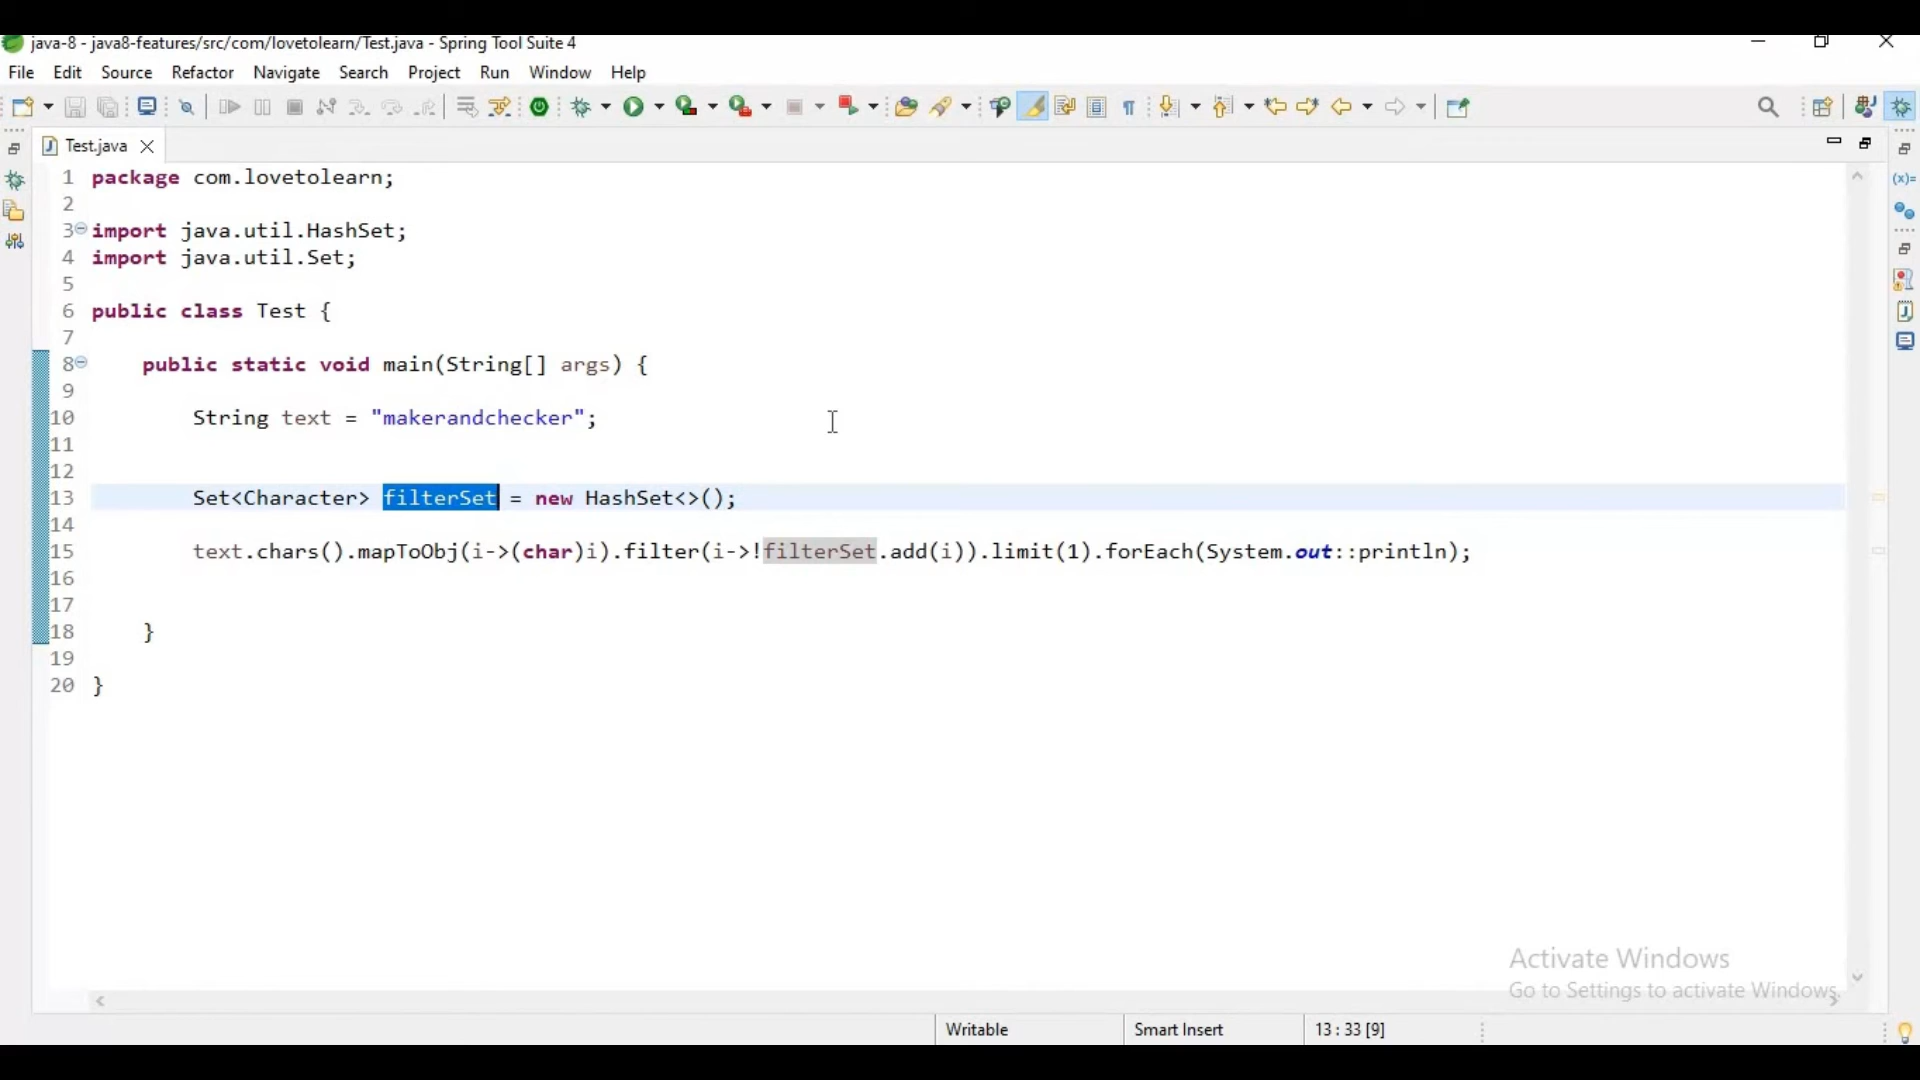 java-8 - java8-features/src/com/lovetolearn/Test.java - Spring Tool Suite 4
File Edit Source Refactor Navigate Search Project Run Window Help
Test.java
1 package com.lovetolearn;
2
3 import java.util.HashSet;
4 import java.util.Set;
5
6 public class Test {
7
8 public static void main(String[] args) {
9
10 String text = "makerandchecker";
11
12
13 Set<Character> filterSet = new HashSet<>();
14
15 text.chars().mapToObj(i->(char)i).filter(i->!filterSet.add(i)).limit(1).forEach(System.out::println);
16
17
18 }
19
20 }
Activate Windows
Go to Settings to activate Windows.
Writable Smart Insert 13 : 33 [9]